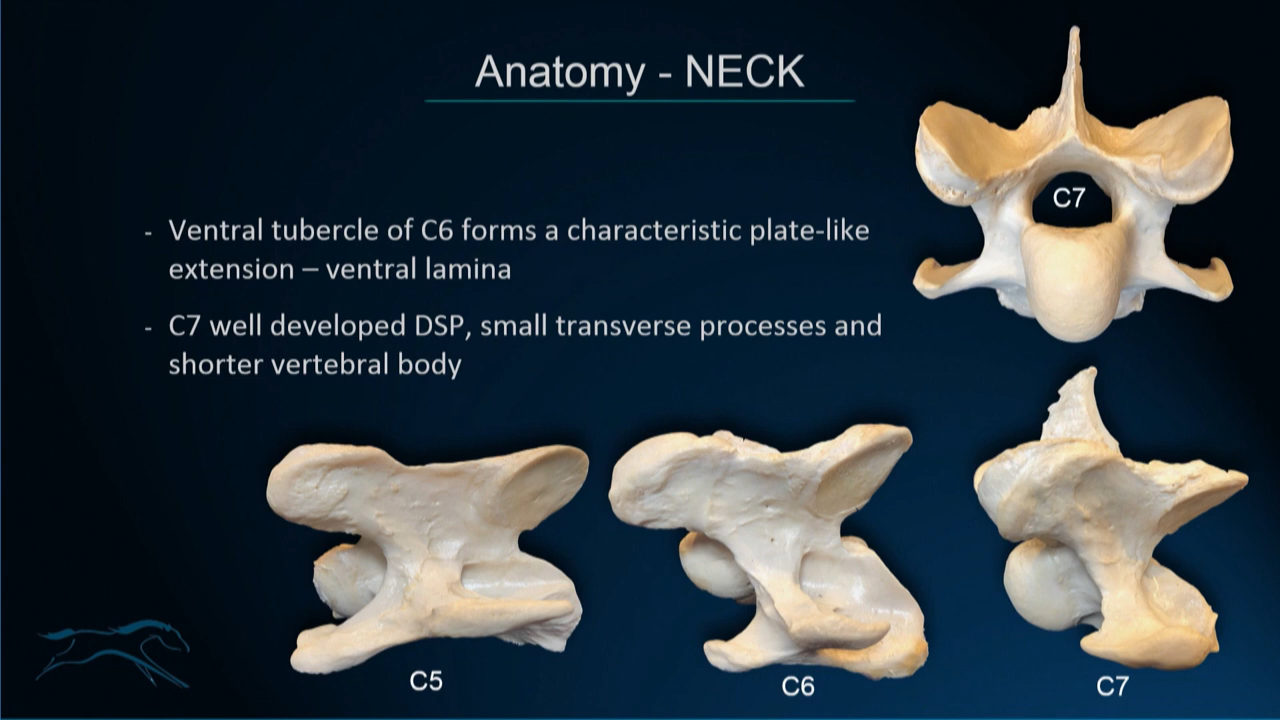 Anatomy - NECK
C7
- Ventral tubercle of C6 forms a characteristic plate-like
extension – ventral lamina
- C7 well developed DSP, small transverse processes and
shorter vertebral body
C5
C6
C7